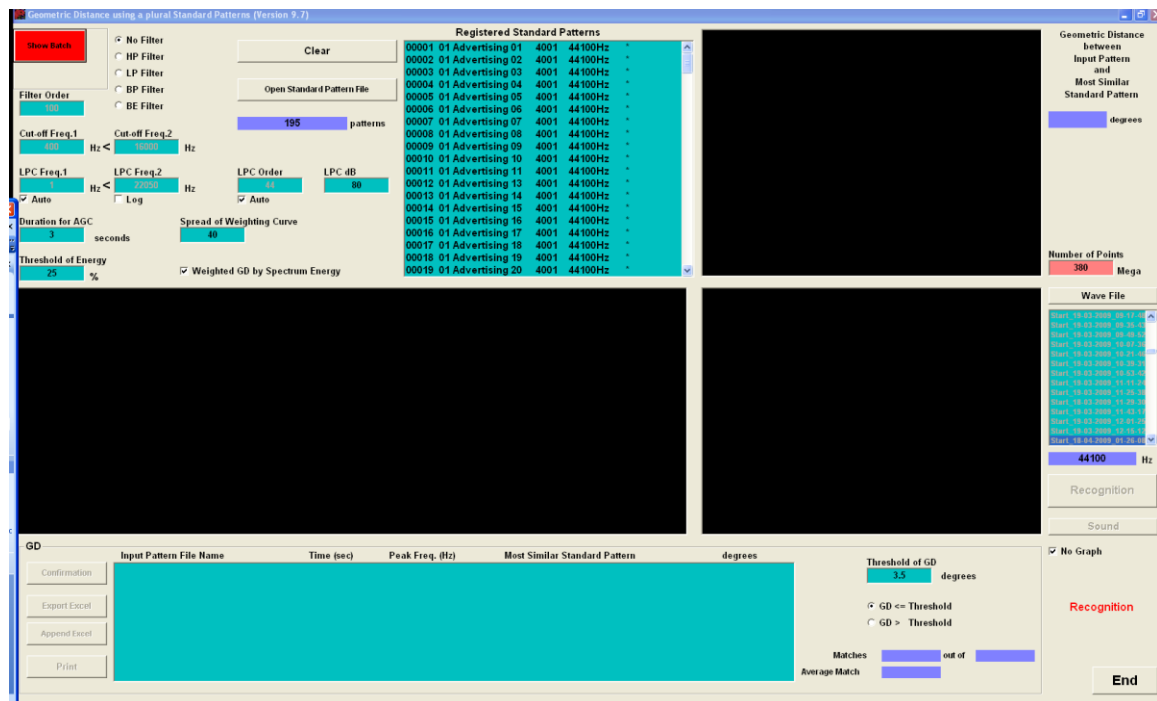 Geometric Distance using a plural Standard Patterns (Version 9.7)
Show Batch
No Filter
HP Filter
LP Filter
BP Filter
BE Filter
Filter Order
100
Cut-off Freq.1
400
Hz <
Cut-off Freq.2
16000
Hz
LPC Freq.1
1
Hz <
LPC Freq.2
22050
Hz
Auto
Log
Duration for AGC
3
seconds
Threshold of Energy
25
%
Clear
Open Standard Pattern File
195
patterns
LPC Order
44
LPC dB
80
Auto
Spread of Weighting Curve
40
Weighted GD by Spectrum Energy
Registered Standard Patterns
00001 01 Advertising 01 4001 44100Hz *
00002 01 Advertising 02 4001 44100Hz *
00003 01 Advertising 03 4001 44100Hz *
00004 01 Advertising 04 4001 44100Hz *
00005 01 Advertising 05 4001 44100Hz *
00006 01 Advertising 06 4001 44100Hz *
00007 01 Advertising 07 4001 44100Hz *
00008 01 Advertising 08 4001 44100Hz *
00009 01 Advertising 09 4001 44100Hz *
00010 01 Advertising 10 4001 44100Hz *
00011 01 Advertising 11 4001 44100Hz *
00012 01 Advertising 13 4001 44100Hz *
00013 01 Advertising 14 4001 44100Hz *
00014 01 Advertising 15 4001 44100Hz *
00015 01 Advertising 16 4001 44100Hz *
00016 01 Advertising 17 4001 44100Hz *
00017 01 Advertising 18 4001 44100Hz *
00018 01 Advertising 19 4001 44100Hz *
00019 01 Advertising 20 4001 44100Hz *
Geometric Distance
between
Input Pattern
and
Most Similar
Standard Pattern
degrees
Number of Points
380
Mega
Wave File
44100
Hz
Recognition
Sound
No Graph
Recognition
End
GD
Confirmation
Export Excel
Append Excel
Print
Input Pattern File Name Time (sec) Peak Freq. (Hz) Most Similar Standard Pattern degrees
Threshold of GD
3.5
degrees
GD <= Threshold
GD > Threshold
Matches
out of
Average Match